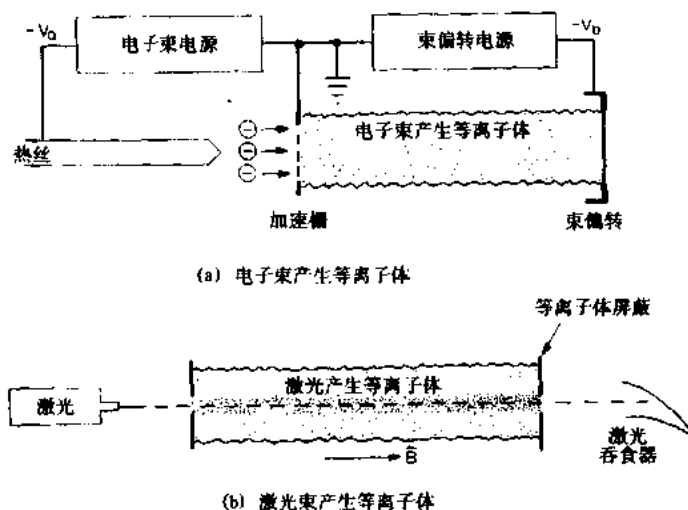 -V₀
电子束电源
束偏转电源
-V₀
热丝
电子束产生等离子体
加速栅
束偏转
(a) 电子束产生等离子体
等离子体屏蔽
激光
激光产生等离子体
B
激光
吞食器
(b) 激光束产生等离子体